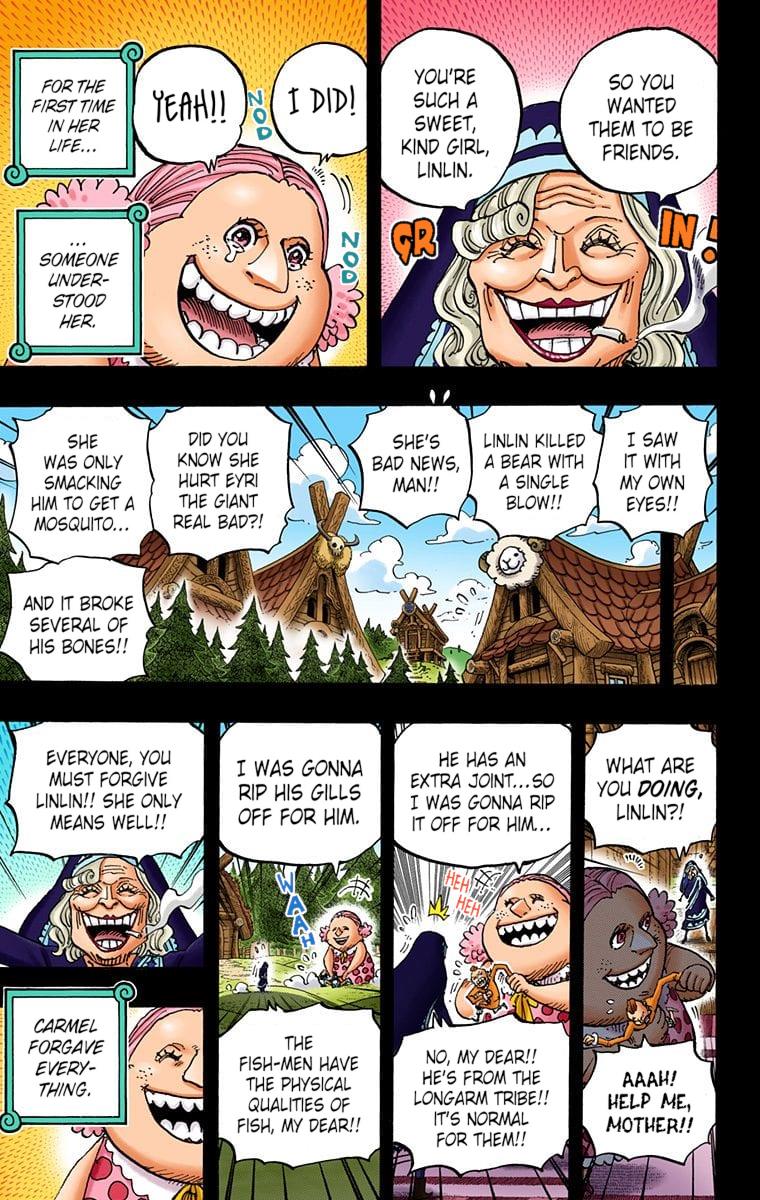 SO YOU
WANTED
THEM TO BE
FRIENDS.
YOU'RE
SUCH A
SWEET,
KIND GIRL,
LINLIN.
GRIN!
I DID!
NOD
YEAH!!
NOD
FOR THE
FIRST TIME
IN HER
LIFE...
...
SOMEONE
UNDER-
STOOD
HER.
I SAW
IT WITH
MY OWN
EYES!!
LINLIN KILLED
A BEAR WITH
A SINGLE
BLOW!!
SHE'S
BAD NEWS,
MAN!!
DID YOU
KNOW SHE
HURT EYRI
THE GIANT
REAL BAD?!
SHE
WAS ONLY
SMACKING
HIM TO GET A
MOSQUITO...
AND IT BROKE
SEVERAL OF
HIS BONES!!
WHAT ARE
YOU DOING,
LINLIN?!
AAAH!
HELP ME,
MOTHER!!
HE HAS AN
EXTRA JOINT...SO
I WAS GONNA RIP
IT OFF FOR HIM...
HEH
HEH
NO, MY DEAR!!
HE'S FROM THE
LONGARM TRIBE!!
IT'S NORMAL
FOR THEM!!
I WAS GONNA
RIP HIS GILLS
OFF FOR HIM.
WAAH
THE
FISH-MEN HAVE
THE PHYSICAL
QUALITIES OF
FISH, MY DEAR!!
EVERYONE, YOU
MUST FORGIVE
LINLIN!! SHE ONLY
MEANS WELL!!
CARMEL
FORGAVE
EVERY-
THING.